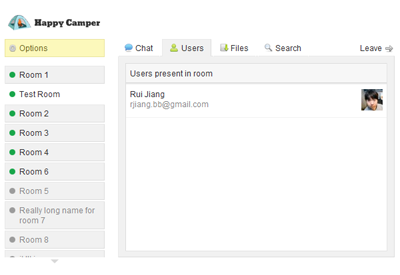 Happy Camper
Options
Chat
Users
Files
Search
Leave
Room 1
Test Room
Room 2
Room 3
Room 4
Room 6
Room 5
Really long name for
room 7
Room 8
Users present in room
Rui Jiang
rjiang.bb@gmail.com